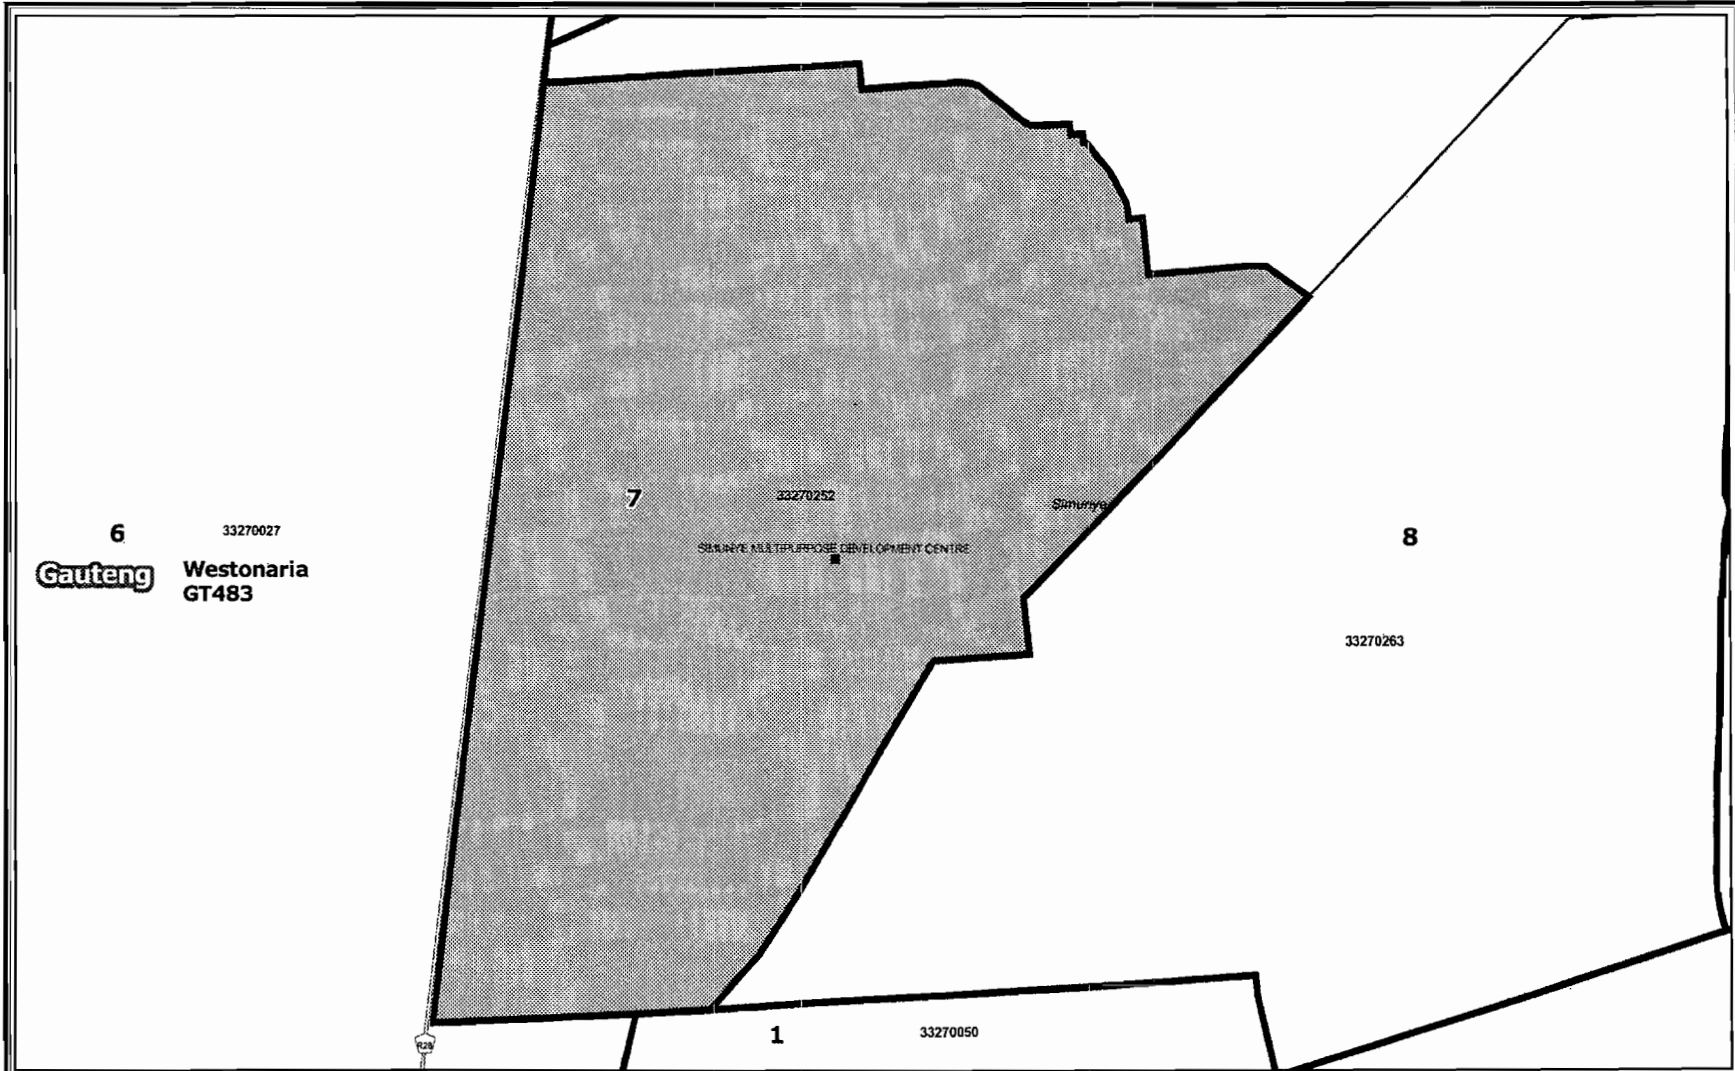 7
33270252
Simunye
SIMUNYE MULTIPURPOSE DEVELOPMENT CENTRE
6
33270027
Gauteng
Westonaria
GT483
8
33270263
1
33270050
R28